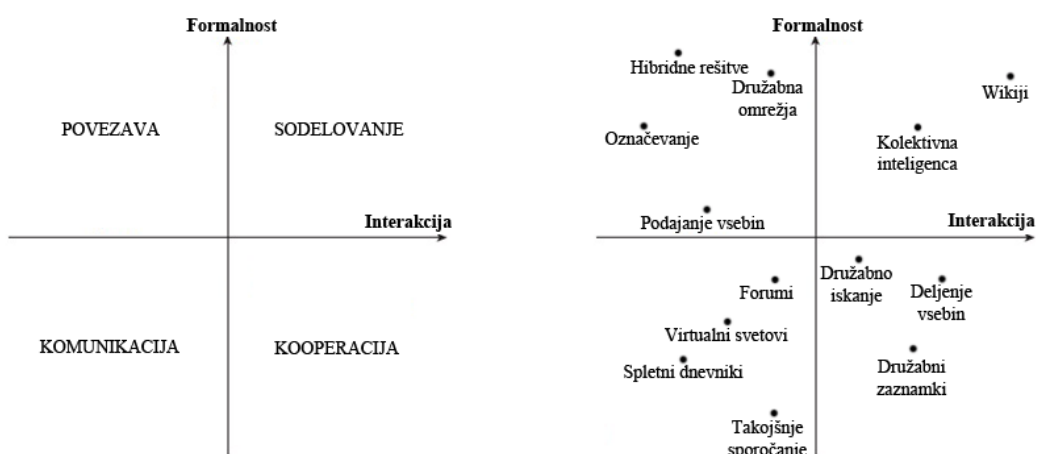 Formalnost
POVEZAVA
SODELOVANJE
Interakcija
KOMUNIKACIJA
KOOPERACIJA
Formalnost
Hibridne rešitve
Družabna
omrežja
Wikiji
Označevanje
Kolektivna
inteligenca
Podajanje vsebin
Interakcija
Družabno
iskanje
Forumi
Deljenje
vsebin
Virtualni svetovi
Spletni dnevniki
Družabni
zaznamki
Takojšnje
sporočanje